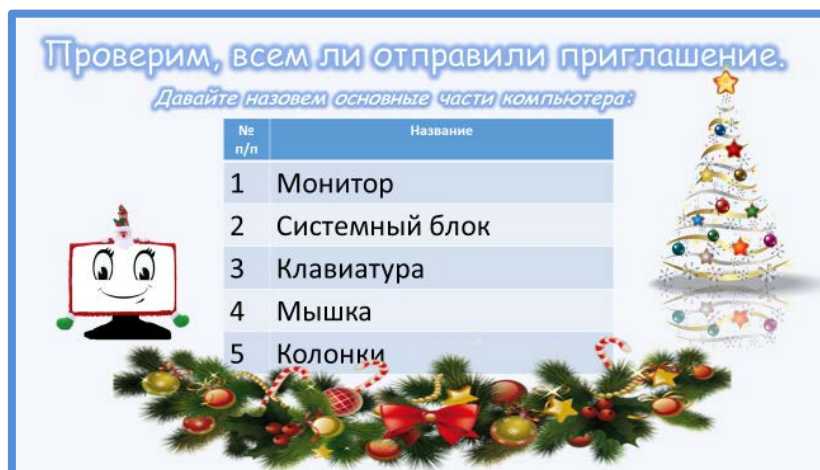 Проверим, всем ли отправили приглашение.
Давайте назовем основные части компьютера:
№ п/п Название
1 Монитор
2 Системный блок
3 Клавиатура
4 Мышка
5 Колонки